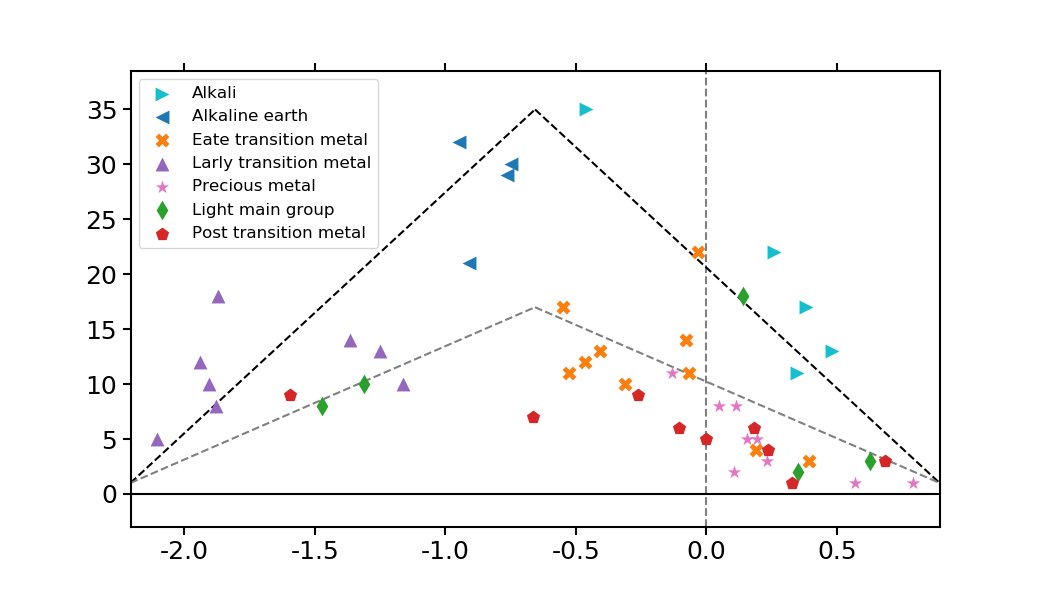 Alkali
Alkaline earth
Eate transition metal
Larly transition metal
Precious metal
Light main group
Post transition metal
35
30
25
20
15
10
5
0
-2.0 -1.5 -1.0 -0.5 0.0 0.5